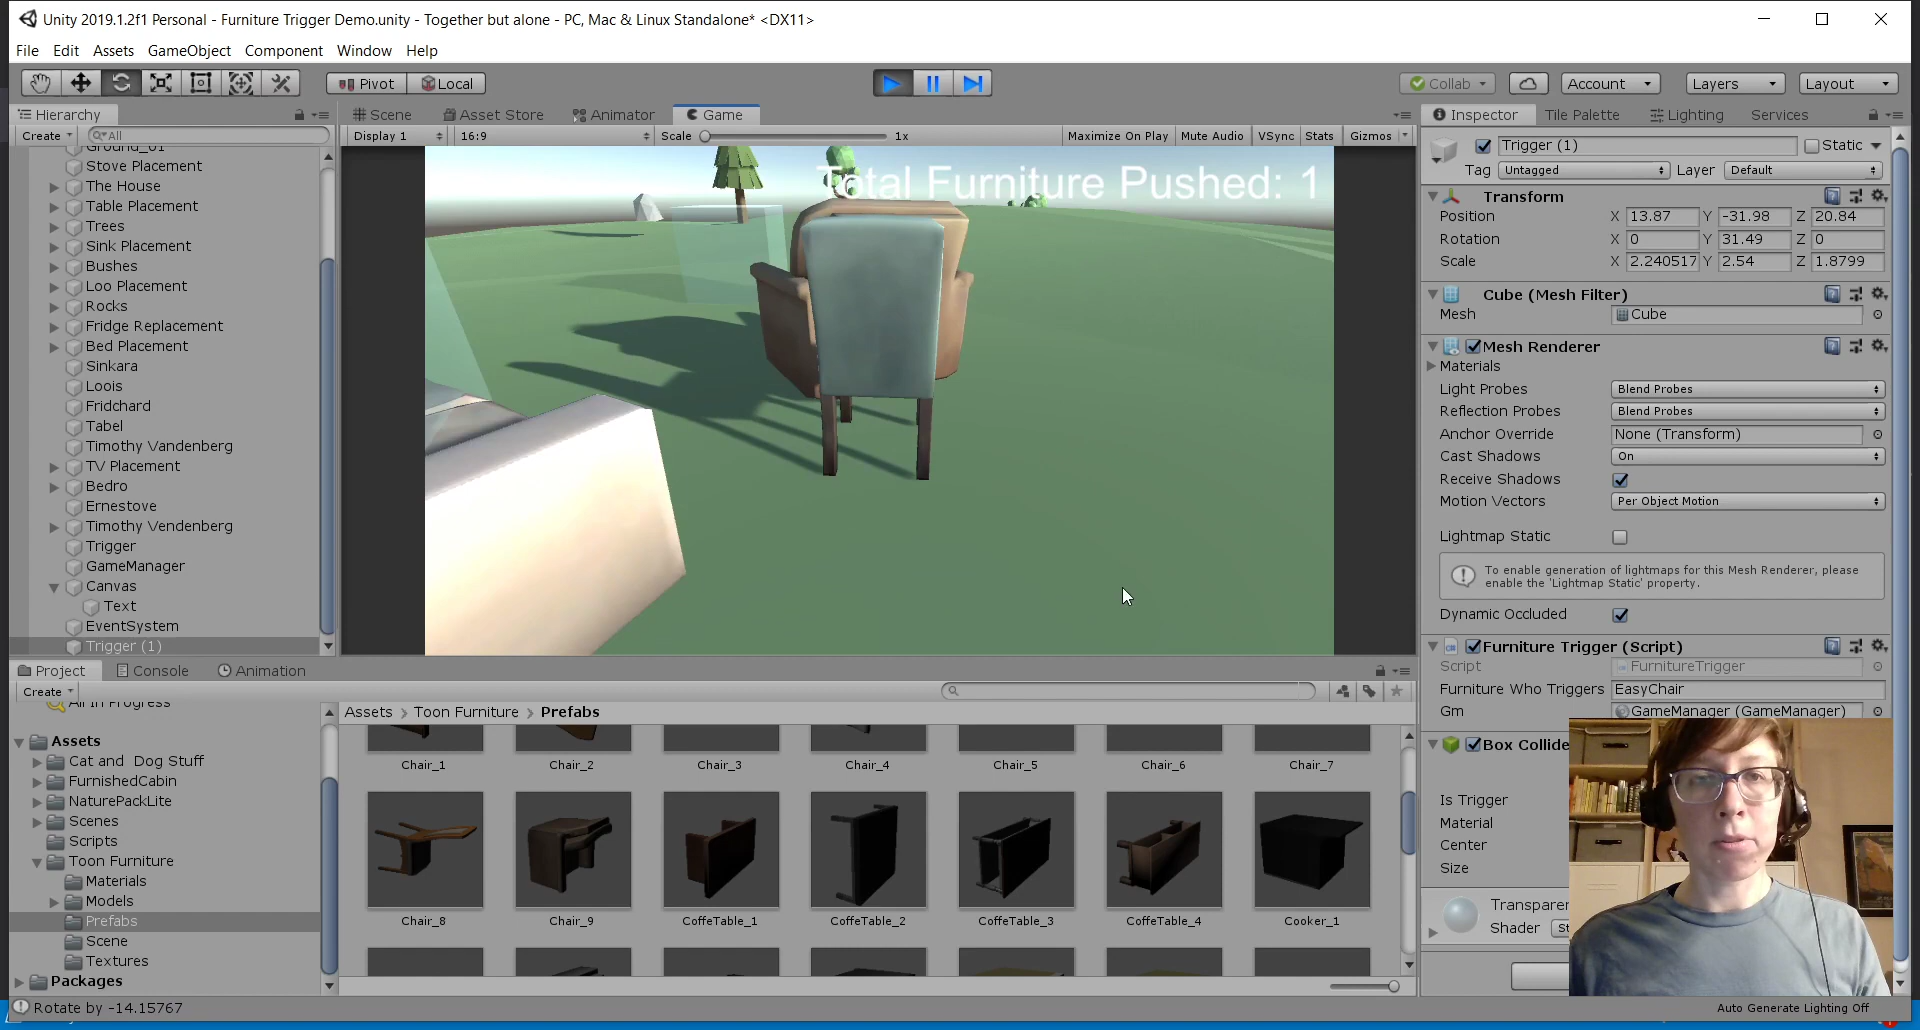 Unity 2019.1.2f1 Personal - Furniture Trigger Demo.unity - Together but alone - PC, Mac & Linux Standalone* <DX11>
File Edit Assets GameObject Component Window Help
Pivot Local Collab Account Layers Layout
Hierarchy
Create All
Ground_01
Stove Placement
The House
Table Placement
Trees
Sink Placement
Bushes
Loo Placement
Rocks
Fridge Replacement
Bed Placement
Sinkara
Loois
Fridchard
Tabel
Timothy Vandenberg
TV Placement
Bedro
Ernestove
Timothy Vendenberg
Trigger
GameManager
Canvas
Text
EventSystem
Trigger (1)
Scene Asset Store Animator Game
Display 1 16:9 Scale 1x Maximize On Play Mute Audio VSync Stats Gizmos
Total Furniture Pushed: 1
Inspector Tile Palette Lighting Services
Trigger (1) Static
Tag Untagged Layer Default
Transform
Position X 13.87 Y -31.98 Z 20.84
Rotation X 0 Y 31.49 Z 0
Scale X 2.240517 Y 2.54 Z 1.8799
Cube (Mesh Filter)
Mesh Cube
Mesh Renderer
Materials
Light Probes Blend Probes
Reflection Probes Blend Probes
Anchor Override None (Transform)
Cast Shadows On
Receive Shadows
Motion Vectors Per Object Motion
Lightmap Static
To enable generation of lightmaps for this Mesh Renderer, please
enable the 'Lightmap Static' property.
Dynamic Occluded
Furniture Trigger (Script)
Script FurnitureTrigger
Furniture Who Triggers EasyChair
Gm GameManager (GameManager)
Box Collide
Is Trigger
Material
Center
Size
Transparen
Shader St
Project Console Animation
Create
All In Progress
Assets
Cat and Dog Stuff
FurnishedCabin
NaturePackLite
Scenes
Scripts
Toon Furniture
Materials
Models
Prefabs
Scene
Textures
Packages
Assets > Toon Furniture > Prefabs
Chair_1 Chair_2 Chair_3 Chair_4 Chair_5 Chair_6 Chair_7
Chair_8 Chair_9 CoffeTable_1 CoffeTable_2 CoffeTable_3 CoffeTable_4 Cooker_1
Rotate by -14.15767
Auto Generate Lighting Off